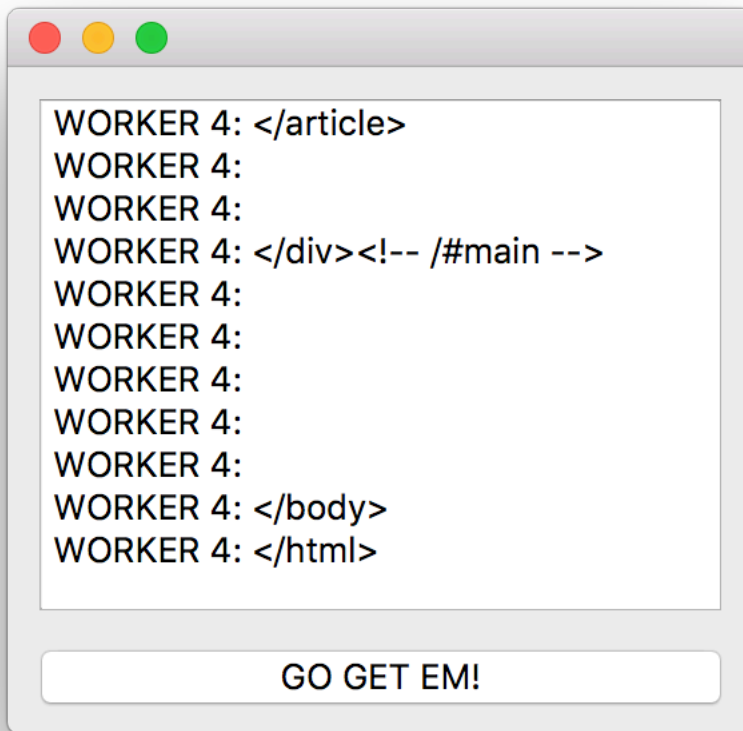 WORKER 4: </article>
WORKER 4:
WORKER 4:
WORKER 4: </div><!-- /#main -->
WORKER 4:
WORKER 4:
WORKER 4:
WORKER 4:
WORKER 4:
WORKER 4: </body>
WORKER 4: </html>
GO GET EM!